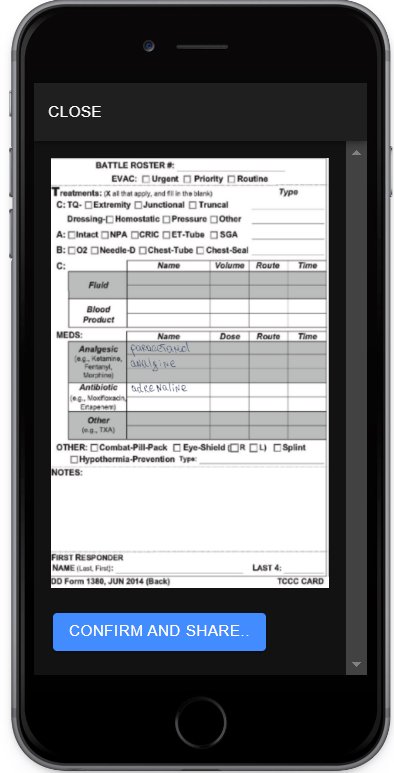 CLOSE
BATTLE ROSTER #:
EVAC: Urgent Priority Routine
Treatments: (X all that apply, and fill in the blank) Type
C: TQ- Extremity Junctional Truncal
Dressing- Hemostatic Pressure Other
A: Intact NPA CRIC ET-Tube SGA
B: O2 Needle-D Chest-Tube Chest-Seal
C: Name Volume Route Time
Fluid
Blood
Product
MEDS: Name Dose Route Time
Analgesic paracetamol
(e.g., Ketamine, analgine
Fentanyl,
Morphine)
Antibiotic adrenaline
(e.g., Moxifloxacin,
Ertapenem)
Other
(e.g., TXA)
OTHER: Combat-Pill-Pack Eye-Shield (R L) Splint
Hypothermia-Prevention Type:
NOTES:
FIRST RESPONDER
NAME (Last, First): LAST 4:
DD Form 1380, JUN 2014 (Back) TCCC CARD
CONFIRM AND SHARE..